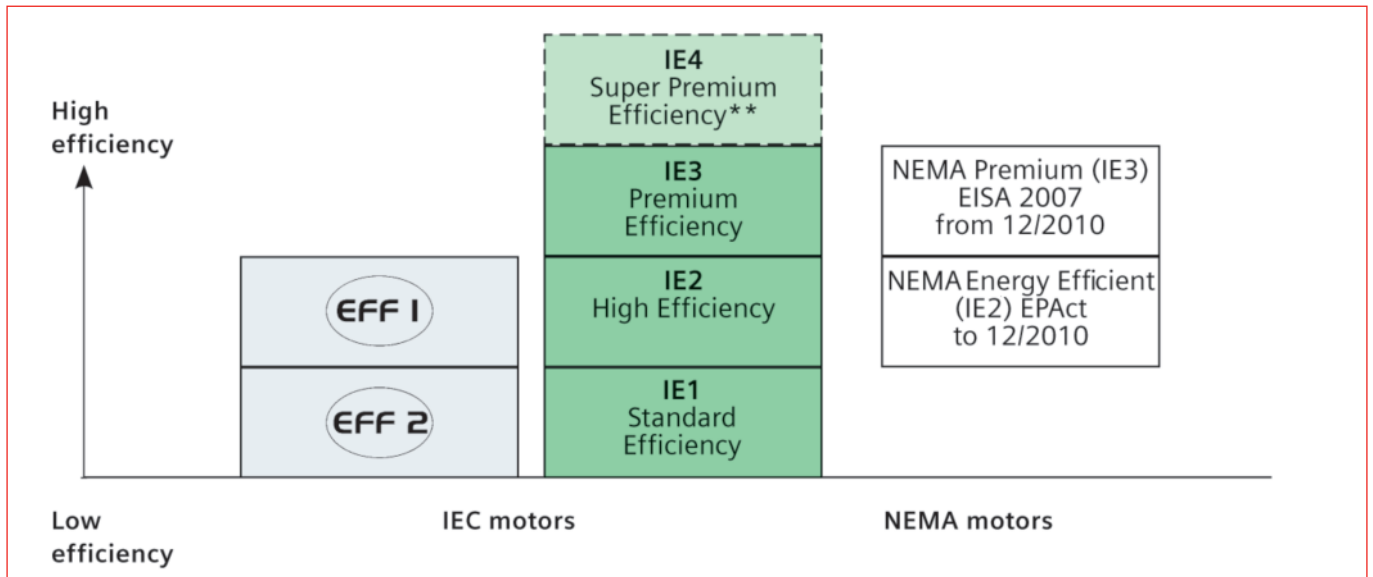 High
efficiency
Low
efficiency
EFF 1
EFF 2
IE4
Super Premium
Efficiency**
IE3
Premium
Efficiency
IE2
High Efficiency
IE1
Standard
Efficiency
NEMA Premium (IE3)
EISA 2007
from 12/2010
NEMA Energy Efficient
(IE2) EPAct
to 12/2010
IEC motors
NEMA motors